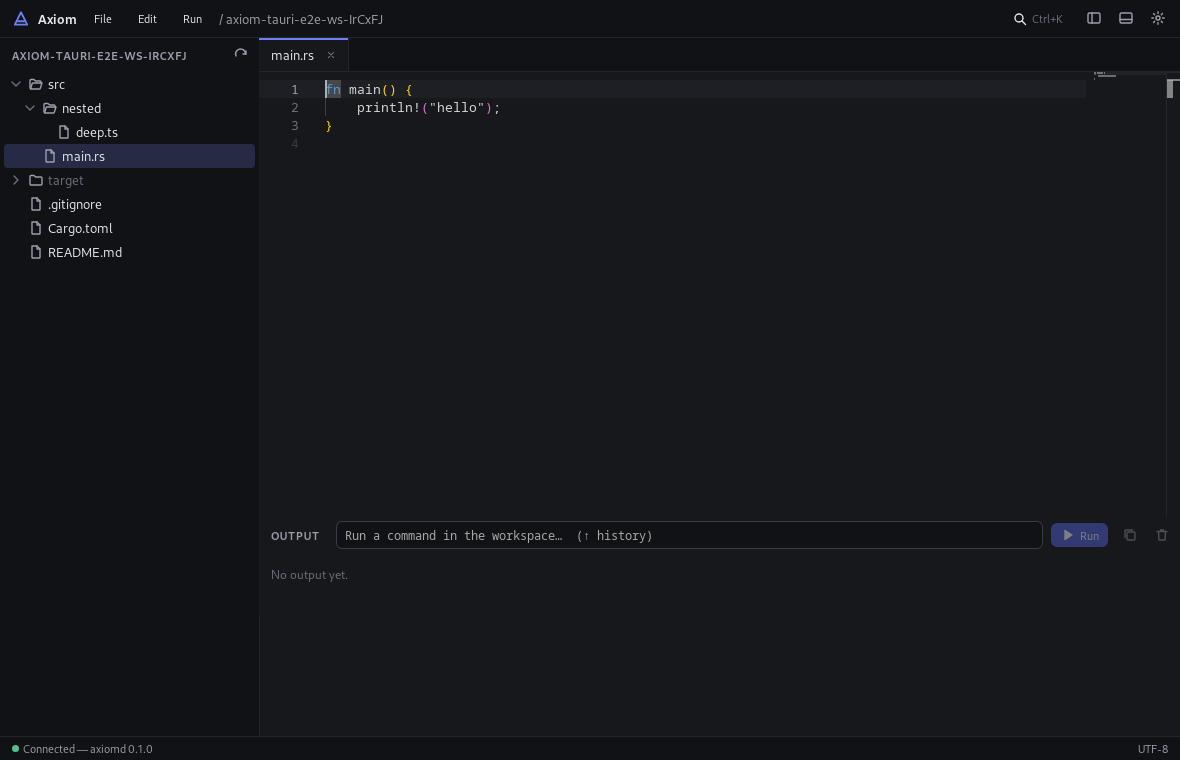 Axiom File Edit Run / axiom-tauri-e2e-ws-IrCxFJ Ctrl+K
AXIOM-TAURI-E2E-WS-IRCXFJ
src
nested
deep.ts
main.rs
target
.gitignore
Cargo.toml
README.md
main.rs
1 fn main() {
2 println!("hello");
3 }
4
OUTPUT Run a command in the workspace… (↑ history) Run
No output yet.
Connected — axiomd 0.1.0 UTF-8